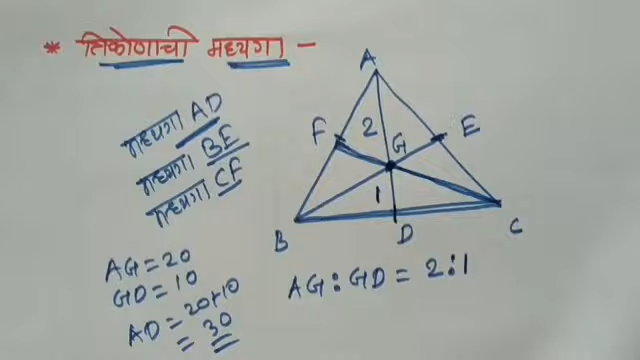 * त्रिकोणाची मध्यगा –
मध्यगा AD
मध्यगा BE
मध्यगा CF
AG = 20
GD = 10
AD = 20+10
= 30
A
F
2
G
E
1
B
D
C
AG : GD = 2:1